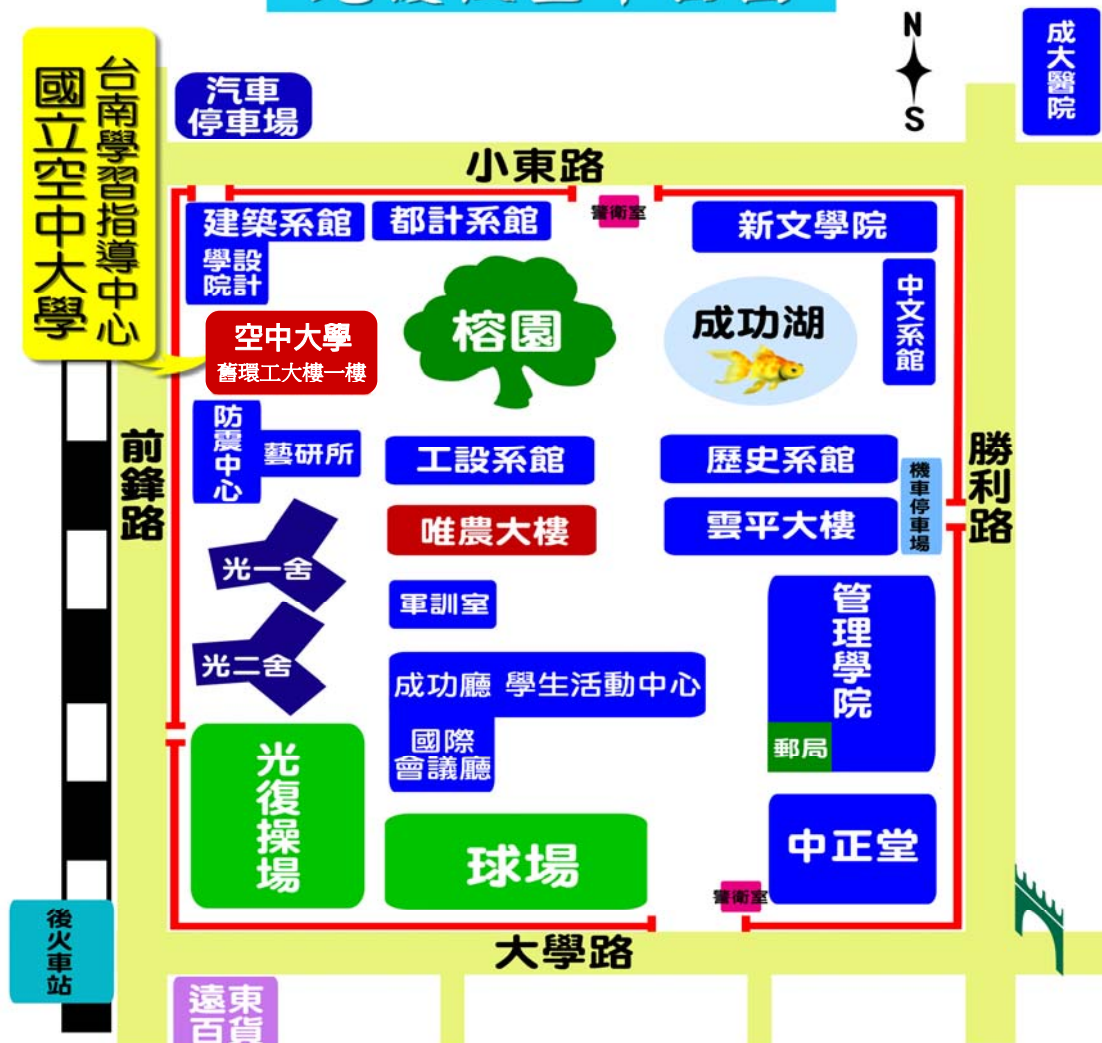 光復校區平面圖
N
S
成大醫院
台南學習指導中心
國立空中大學
汽車
停車場
小東路
警衛室
建築系館
都計系館
新文學院
學設
院計
中文系館
榕園
成功湖
空中大學
舊環工大樓一樓
防震中心
藝研所
工設系館
歷史系館
機車停車場
前鋒路
勝利路
唯農大樓
雲平大樓
光一舍
軍訓室
管理學院
光二舍
成功廳 學生活動中心
國際
會議廳
郵局
光復操場
球場
中正堂
警衛室
後火車站
大學路
遠東
百貨